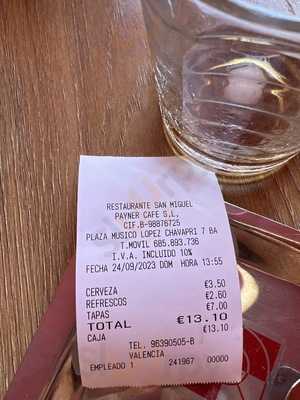 RESTAURANTE SAN MIGUEL
PAYNER CAFE S.L,
CIF.B-98876725
PLAZA MUSICO LOPEZ CHAVARRI 7 BA
T.MOVIL 685.893.736
I.V.A. INCLUIDO 10%
FECHA 24/09/2023 DOM HORA 13:55
CERVEZA €3.50
REFRESCOS €2.60
TAPAS €7.00
TOTAL €13.10
CAJA €13.10
TEL. 96390505-B
VALENCIA
EMPLEADO 1 241967 00000